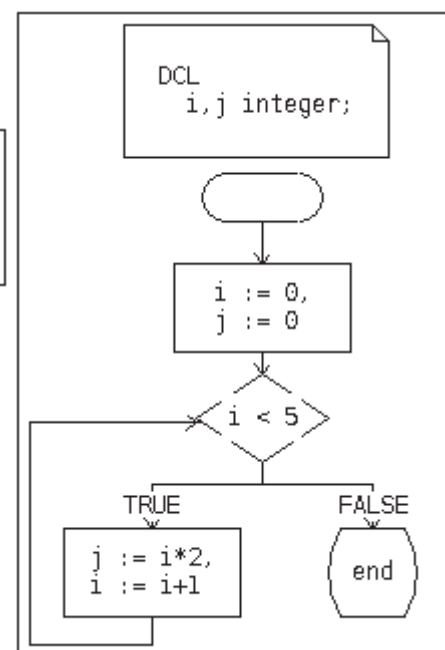 DCL
i,j integer;
i := 0,
j := 0
i < 5
TRUE
FALSE
j := i*2,
i := i+1
end